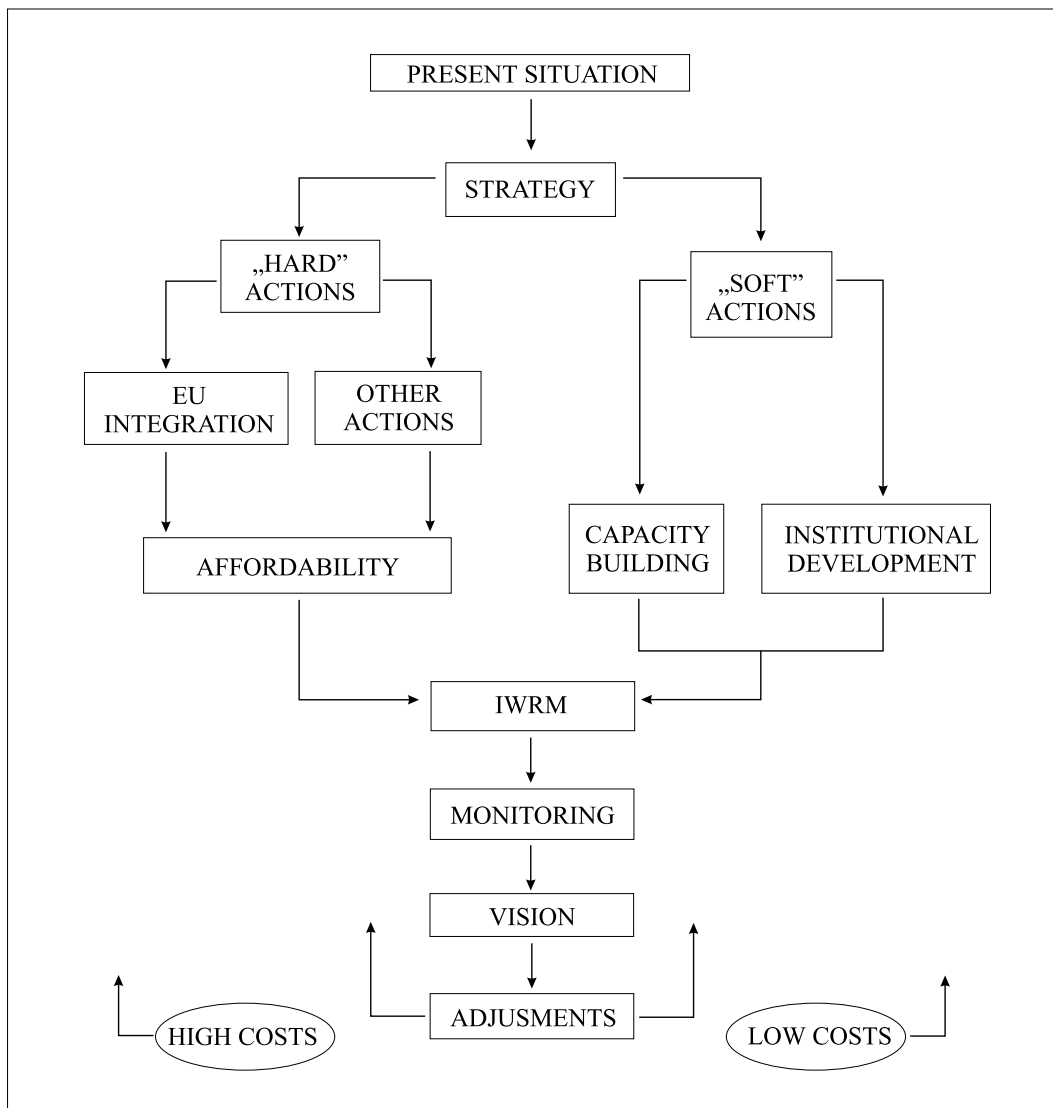 PRESENT SITUATION
STRATEGY
„HARD”
ACTIONS
„SOFT”
ACTIONS
EU
INTEGRATION
OTHER
ACTIONS
CAPACITY
BUILDING
INSTITUTIONAL
DEVELOPMENT
AFFORDABILITY
IWRM
MONITORING
VISION
ADJUSMENTS
HIGH COSTS
LOW COSTS